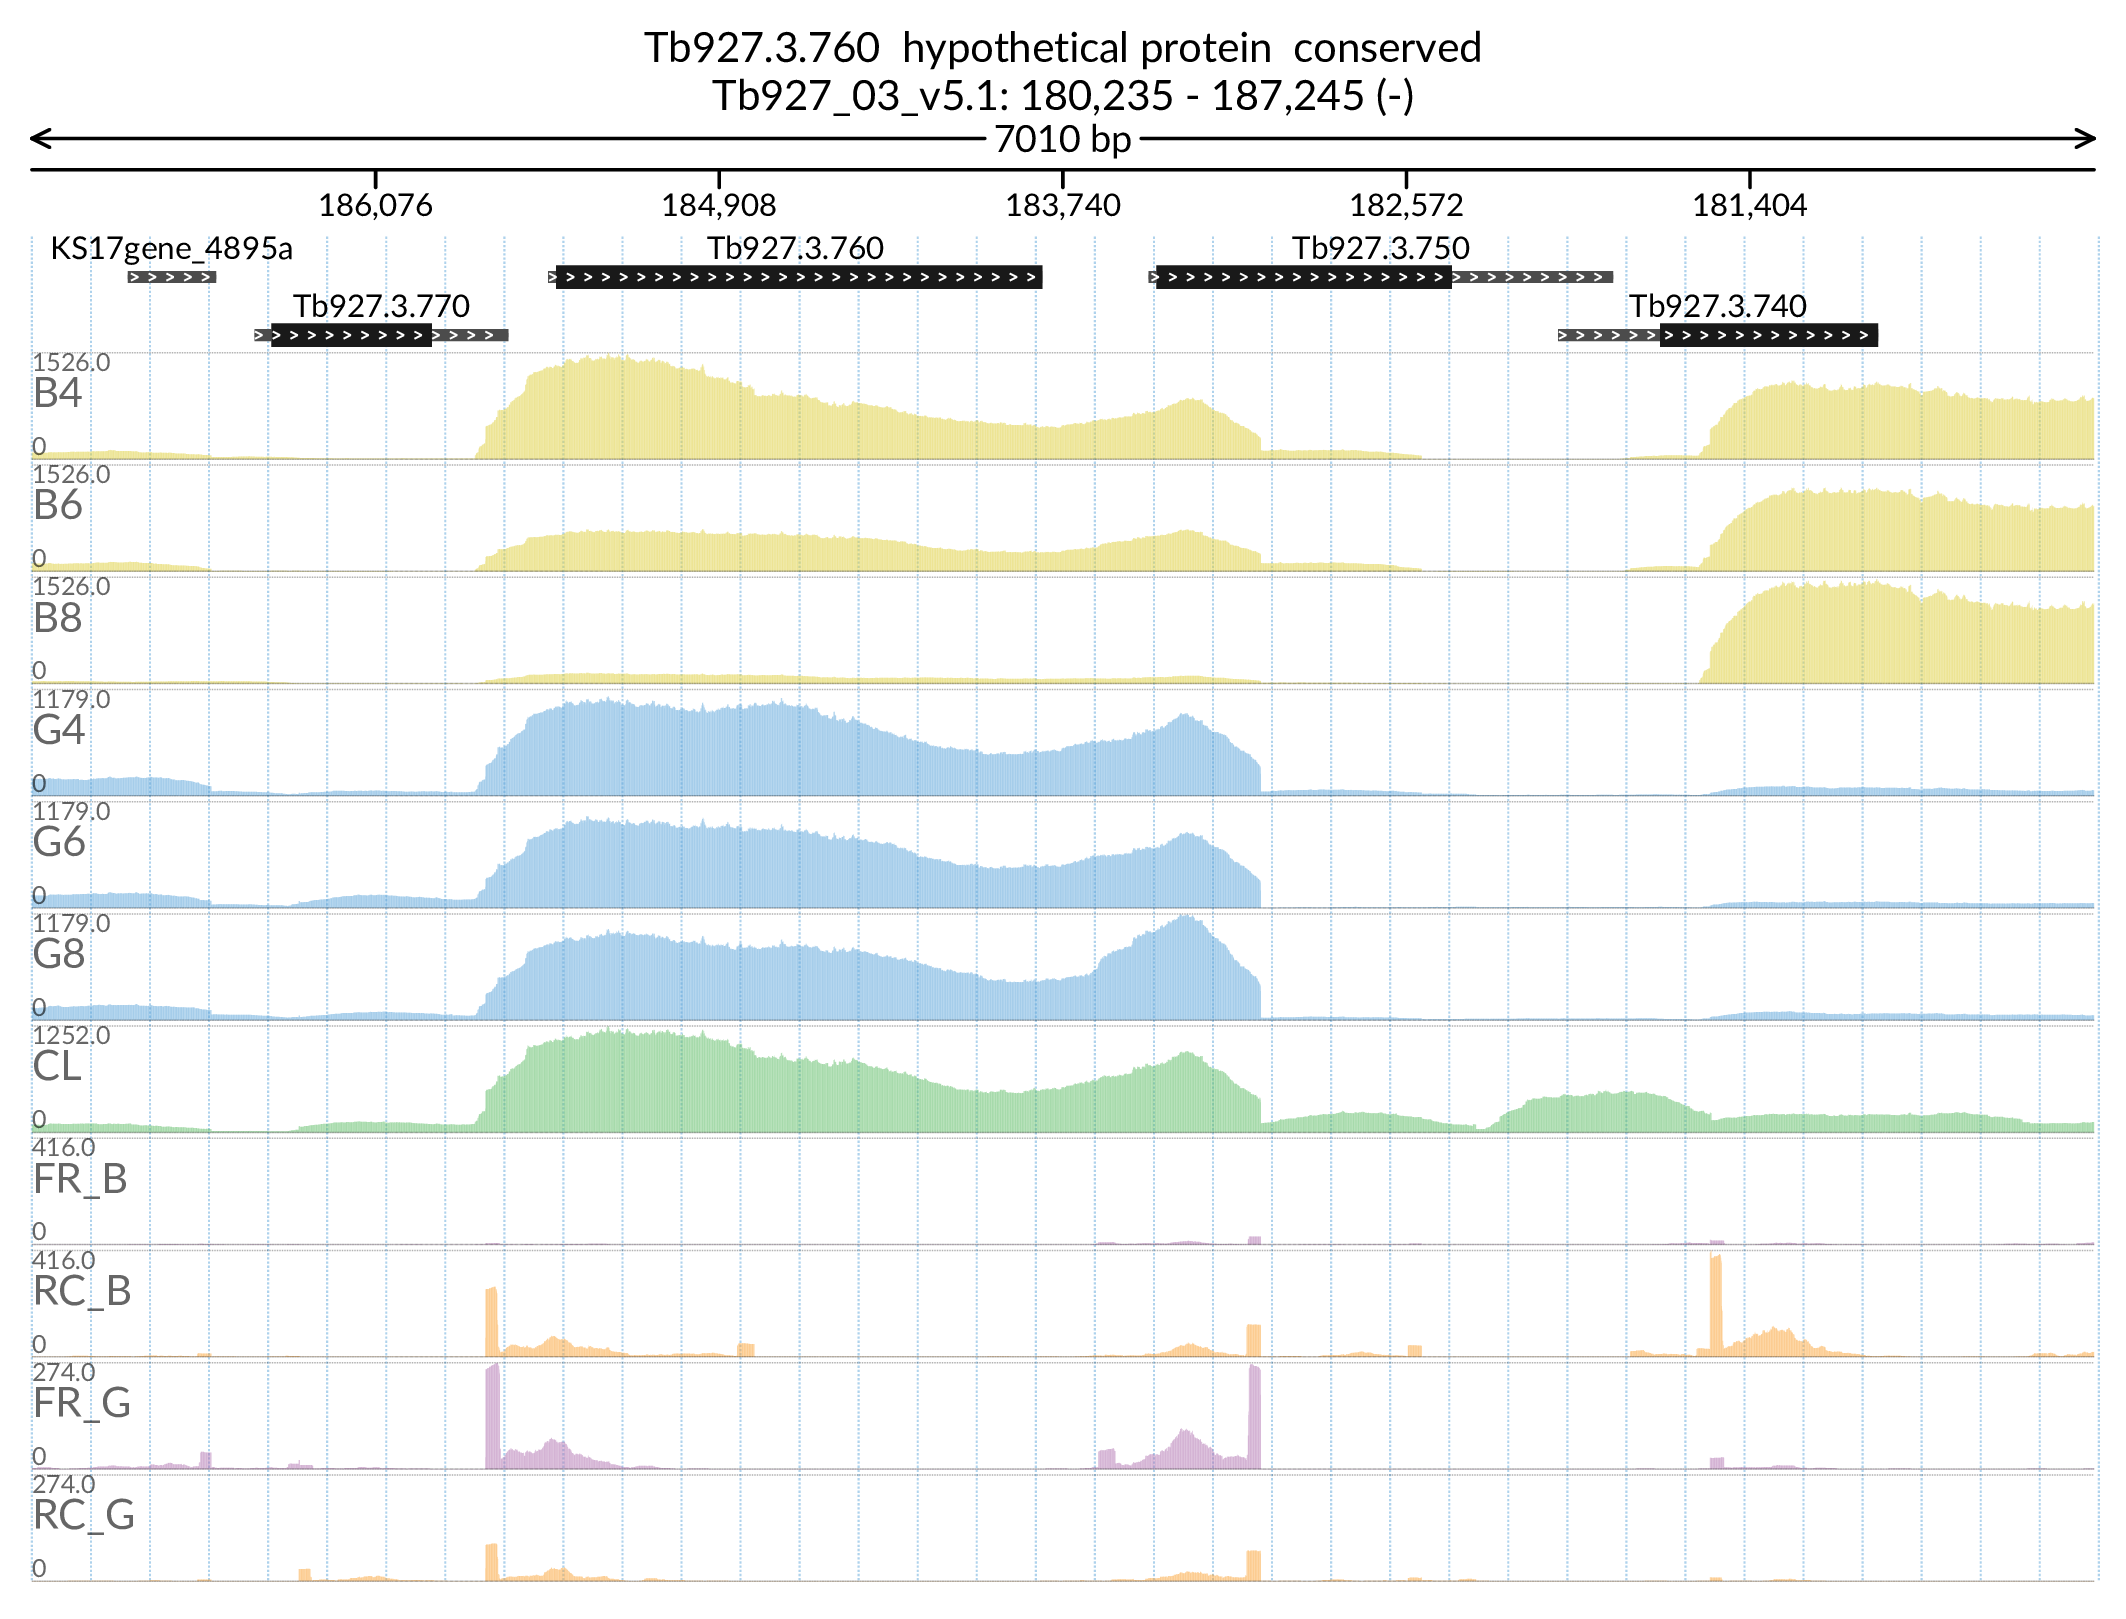 Tb927.3.760  hypothetical protein  conserved
Tb927_03_v5.1: 180,235 - 187,245 (-)
7010 bp
186,076 184,908 183,740 182,572 181,404
KS17gene_4895a Tb927.3.760 Tb927.3.750
Tb927.3.770 Tb927.3.740
1526.0
B4
0
1526.0
B6
0
1526.0
B8
0
1179.0
G4
0
1179.0
G6
0
1179.0
G8
0
1252.0
CL
0
416.0
FR_B
0
416.0
RC_B
0
274.0
FR_G
0
274.0
RC_G
0